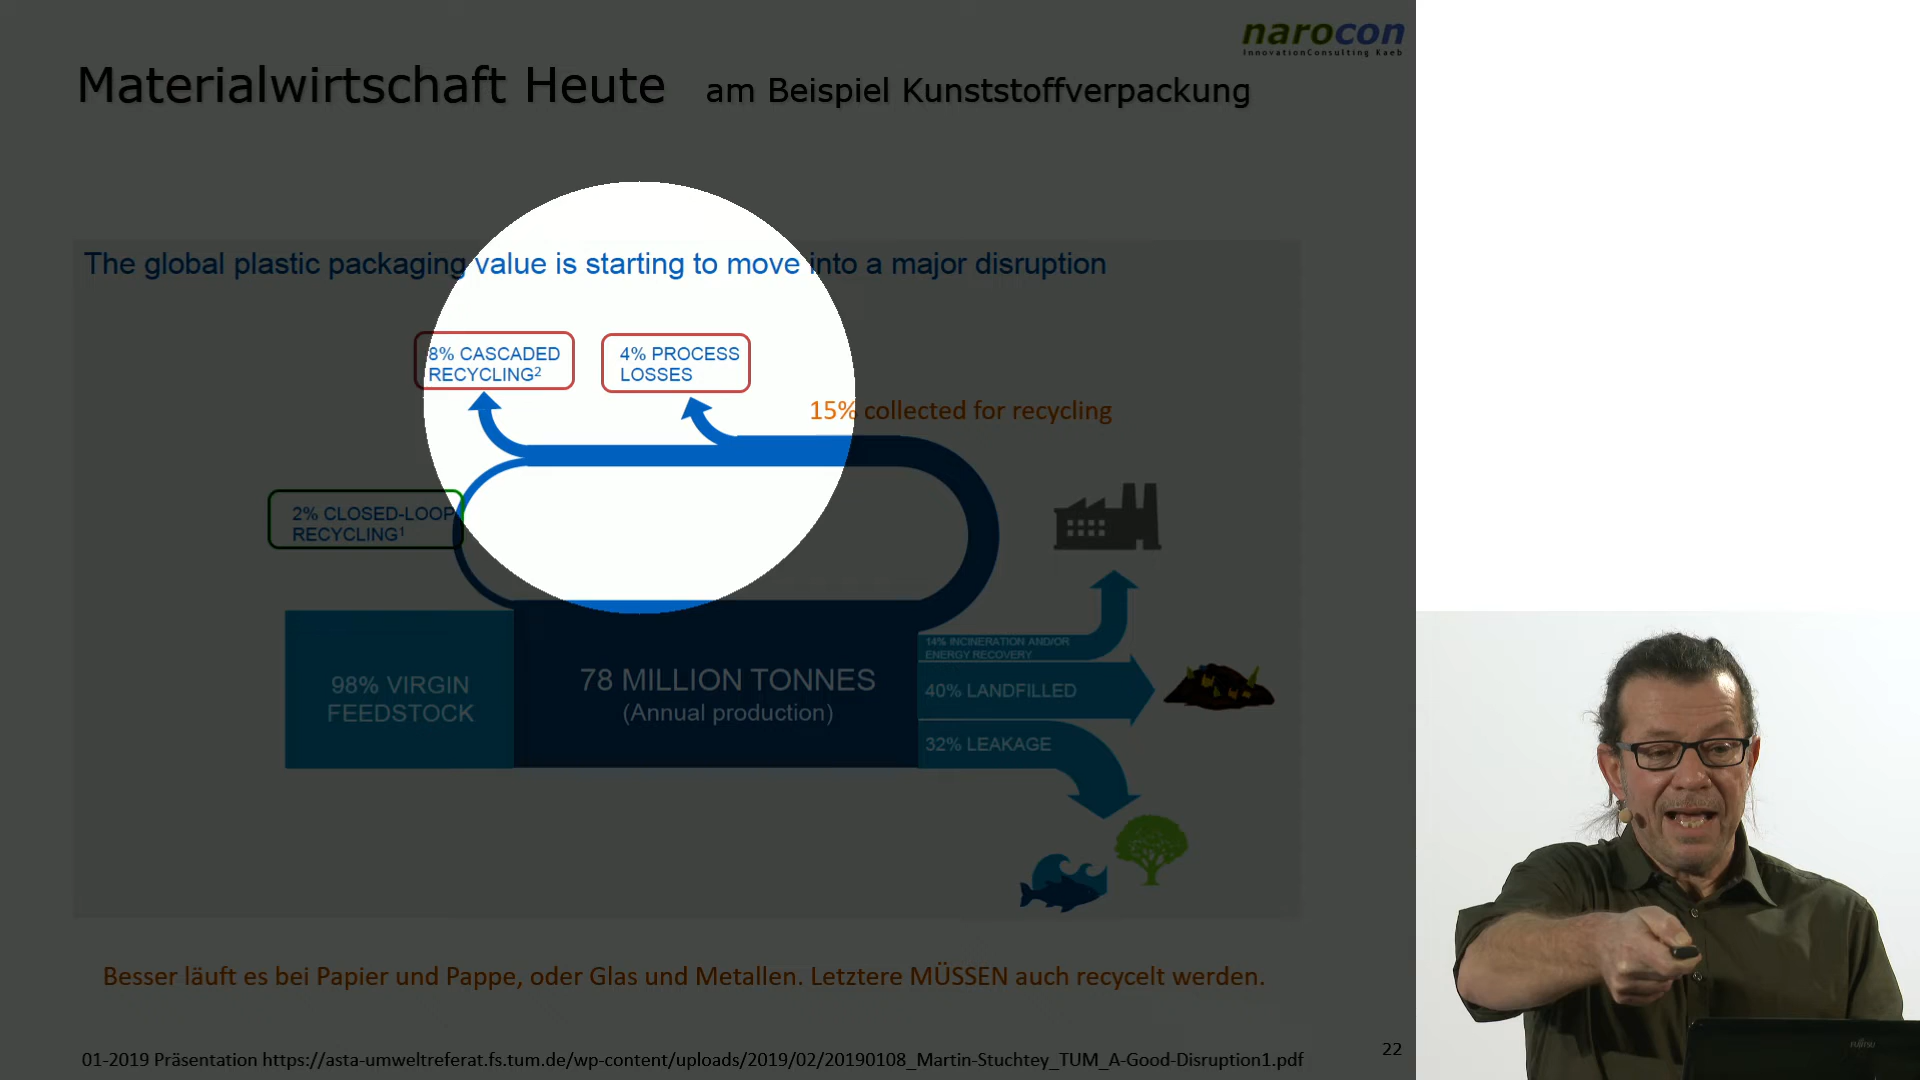 narocon
InnovationConsulting Kaeb
Materialwirtschaft Heute am Beispiel Kunststoffverpackung
The global plastic packaging value is starting to move into a major disruption
8% CASCADED
RECYCLING²
4% PROCESS
LOSSES
15% collected for recycling
2% CLOSED-LOOP
RECYCLING¹
14% INCINERATION AND/OR
ENERGY RECOVERY
98% VIRGIN
FEEDSTOCK
78 MILLION TONNES
(Annual production)
40% LANDFILLED
32% LEAKAGE
Besser läuft es bei Papier und Pappe, oder Glas und Metallen. Letztere MÜSSEN auch recycelt werden.
01-2019 Präsentation https://asta-umweltreferat.fs.tum.de/wp-content/uploads/2019/02/20190108_Martin-Stuchtey_TUM_A-Good-Disruption1.pdf
22
FUJITSU